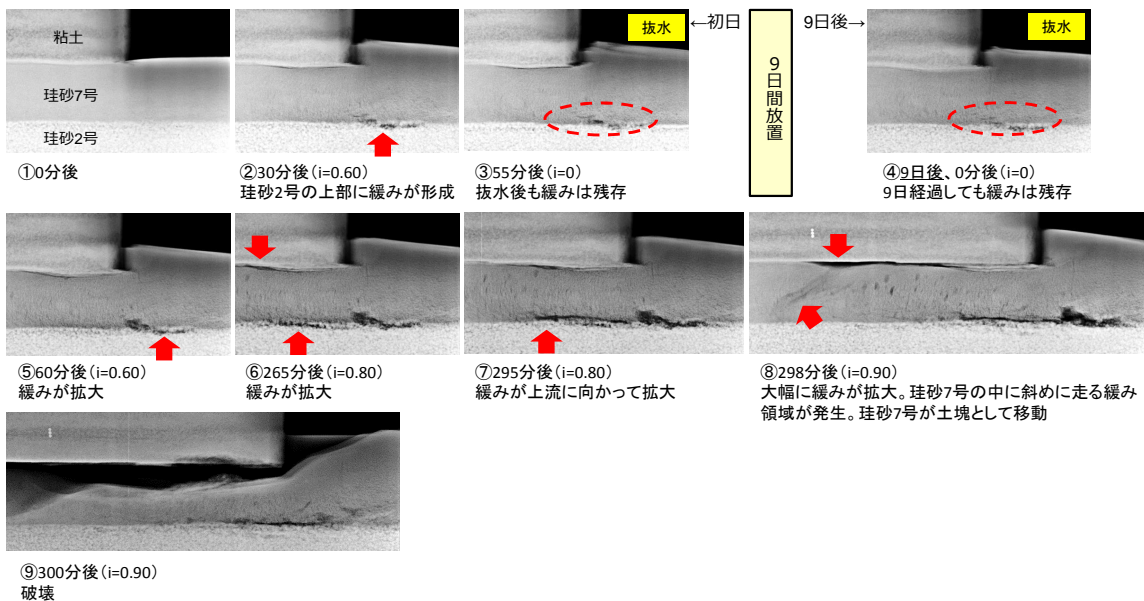 粘土
珪砂7号
珪砂2号
①0分後
②30分後(i=0.60)
珪砂2号の上部に緩みが形成
抜水
←初日
③55分後(i=0)
抜水後も緩みは残存
9日間放置
9日後→
抜水
④9日後、0分後(i=0)
9日経過しても緩みは残存
⑤60分後(i=0.60)
緩みが拡大
⑥265分後(i=0.80)
緩みが拡大
⑦295分後(i=0.80)
緩みが上流に向かって拡大
⑧298分後(i=0.90)
大幅に緩みが拡大。珪砂7号の中に斜めに走る緩み
領域が発生。珪砂7号が土塊として移動
⑨300分後(i=0.90)
破壊